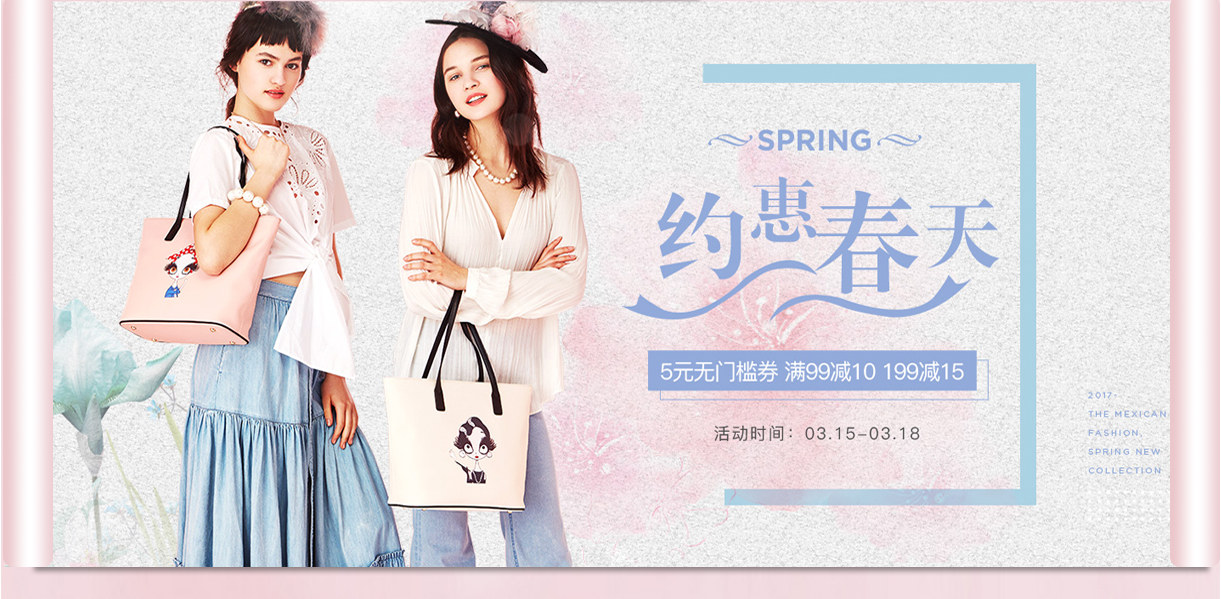 SPRING
约惠春天
5元无门槛券 满99减10 199减15
活动时间：03.15-03.18
2017-
THE MEXICAN
FASHION,
SPRING NEW
COLLECTION